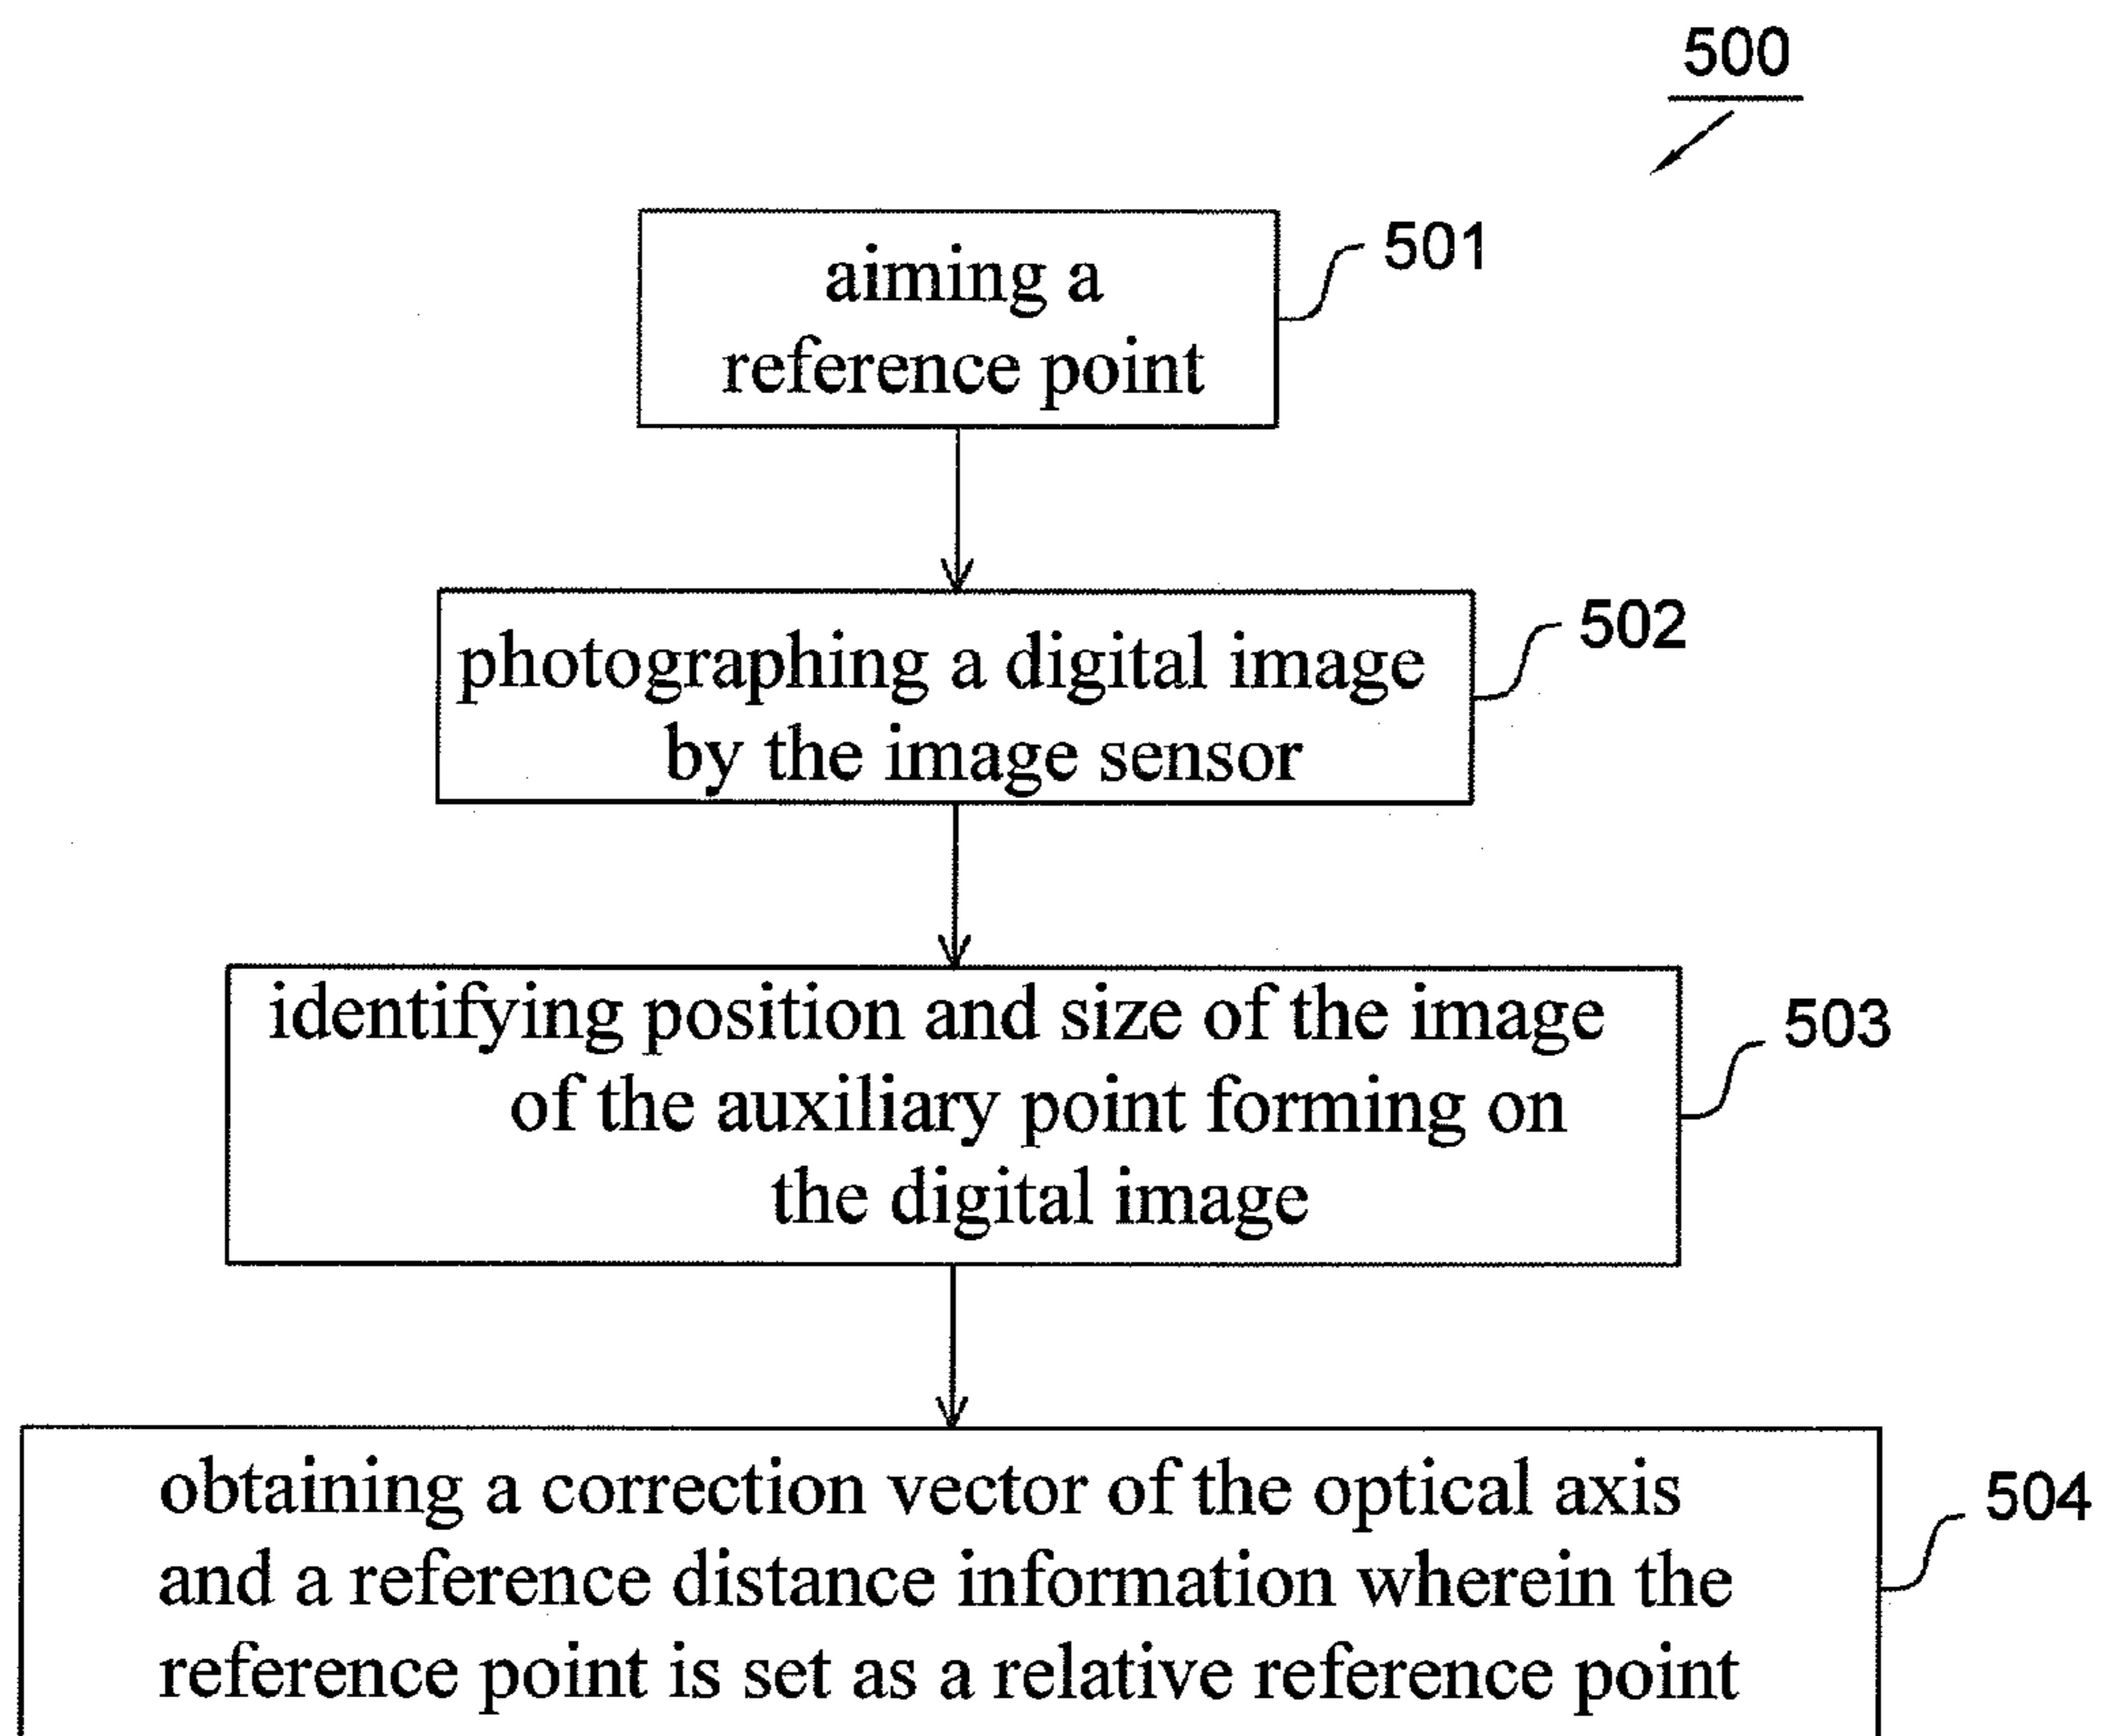 500
aiming a
reference point
501
photographing a digital image
by the image sensor
502
identifying position and size of the image
of the auxiliary point forming on
the digital image
503
obtaining a correction vector of the optical axis
and a reference distance information wherein the
reference point is set as a relative reference point
504